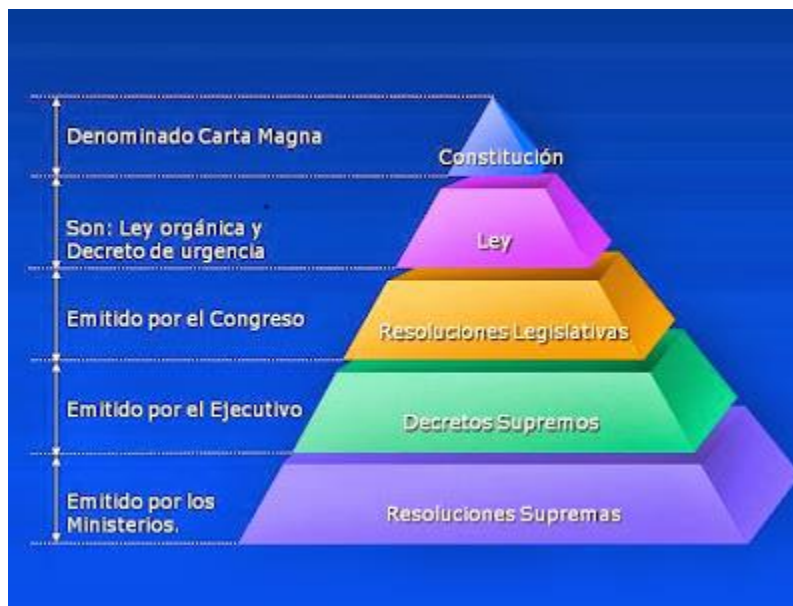 Denominado Carta Magna
Constitución
Son: Ley orgánica y
Decreto de urgencia
Ley
Emitido por el Congreso
Resoluciones Legislativas
Emitido por el Ejecutivo
Decretos Supremos
Emitido por los
Ministerios.
Resoluciones Supremas